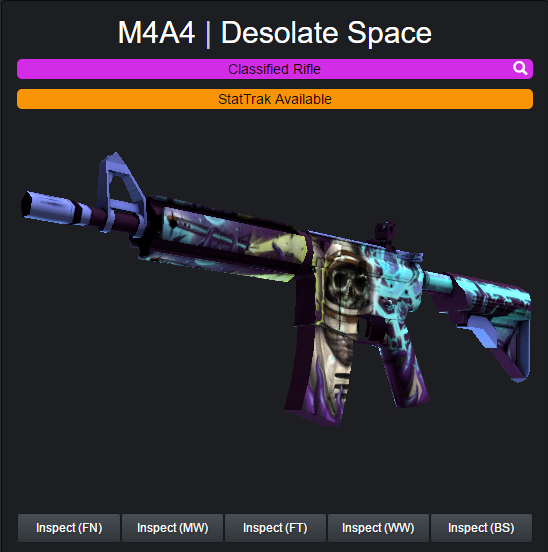 M4A4 | Desolate Space
Classified Rifle
StatTrak Available
Inspect (FN) Inspect (MW) Inspect (FT) Inspect (WW) Inspect (BS)